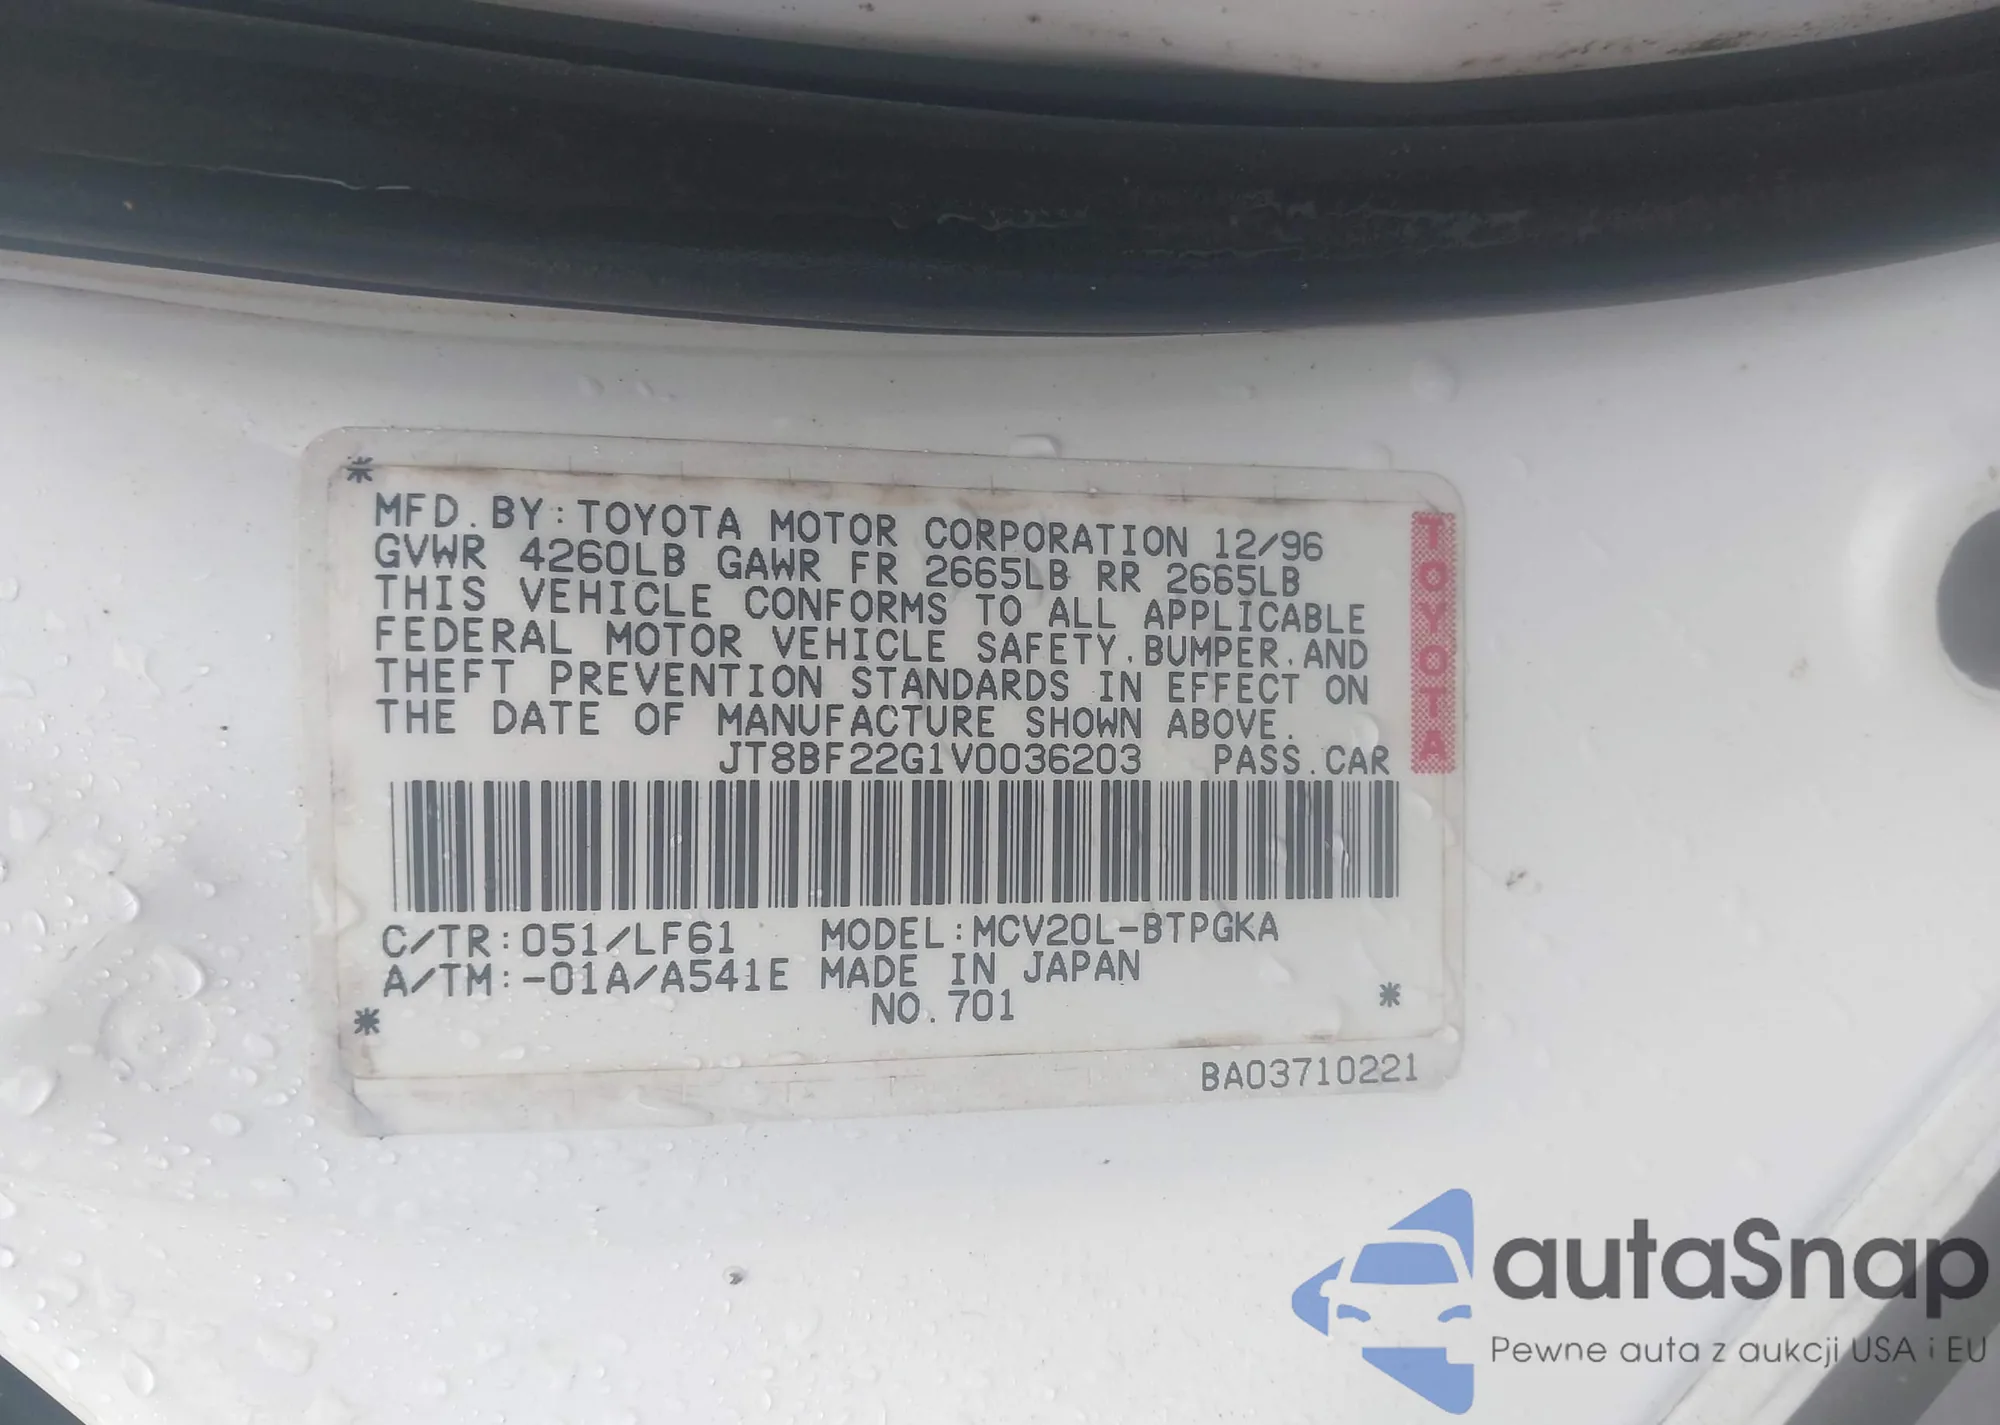 MFD.BY:TOYOTA MOTOR CORPORATION 12/96
GVWR 4260LB GAWR FR 2665LB RR 2665LB
THIS VEHICLE CONFORMS TO ALL APPLICABLE
FEDERAL MOTOR VEHICLE SAFETY,BUMPER,AND
THEFT PREVENTION STANDARDS IN EFFECT ON
THE DATE OF MANUFACTURE SHOWN ABOVE.
JT8BF22G1V0036203 PASS.CAR
C/TR:051/LF61 MODEL:MCV20L-BTPGKA
A/TM:-01A/A541E MADE IN JAPAN
NO.701
BA03710221
TOYOTA
autaSnap
Pewne auta z aukcji USA i EU